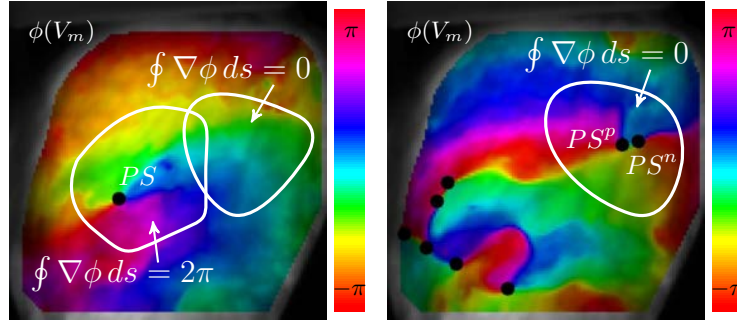 ϕ(V_m)
∮ ∇ϕ ds = 0
PS
∮ ∇ϕ ds = 2π
π
−π
ϕ(V_m)
∮ ∇ϕ ds = 0
PS^p
PS^n
π
−π